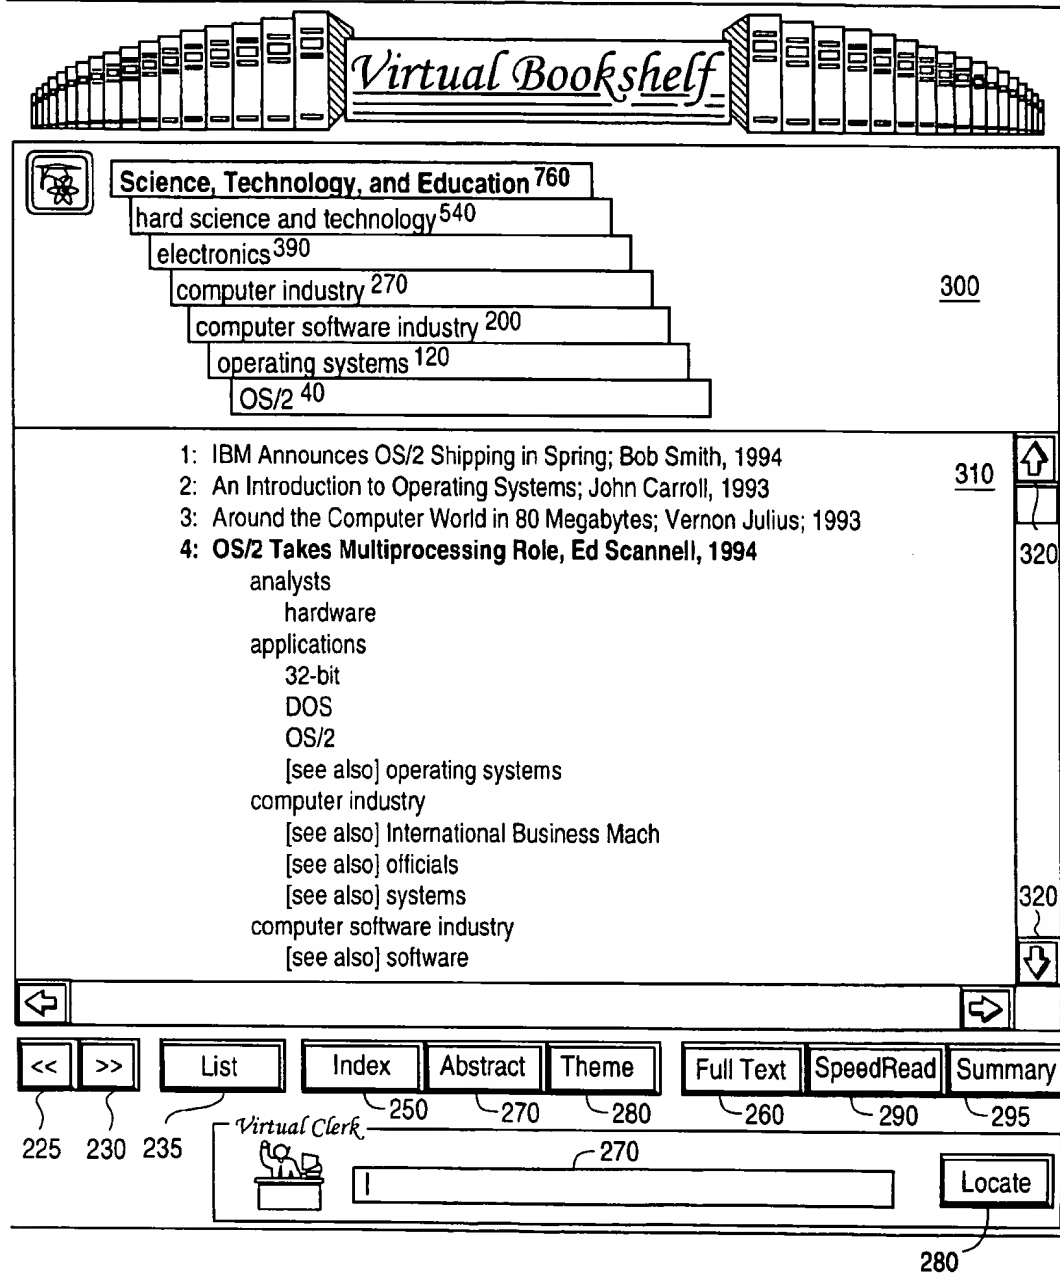 Virtual Bookshelf
Science, Technology, and Education 760
hard science and technology 540
electronics 390
computer industry 270
300
computer software industry 200
operating systems 120
OS/2 40
1: IBM Announces OS/2 Shipping in Spring; Bob Smith, 1994
310
2: An Introduction to Operating Systems; John Carroll, 1993
3: Around the Computer World in 80 Megabytes; Vernon Julius; 1993
4: OS/2 Takes Multiprocessing Role, Ed Scannell, 1994
320
analysts
hardware
applications
32-bit
DOS
OS/2
[see also] operating systems
computer industry
[see also] International Business Mach
[see also] officials
[see also] systems
320
computer software industry
[see also] software
<< >> List Index Abstract Theme Full Text SpeedRead Summary
250 270 280 260 290 295
225 230 235
Virtual Clerk
270
Locate
280